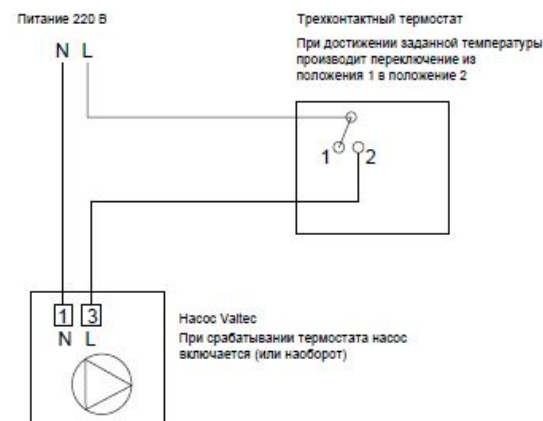 Питание 220 В
N L
Трехконтактный термостат
При достижении заданной температуры
производит переключение из
положения 1 в положение 2
1 2
1 3
N L
Насос Valtec
При срабатывании термостата насос
включается (или наоборот)